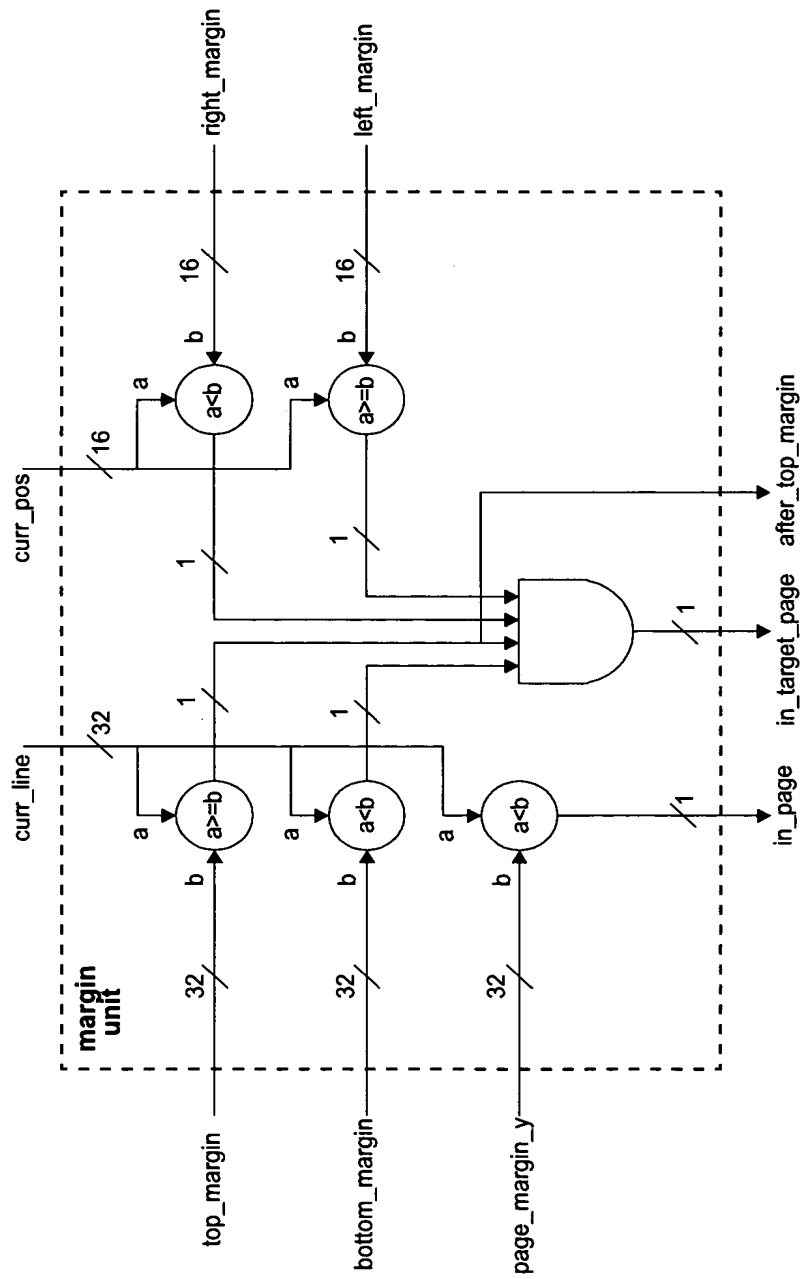 curr_line
curr_pos
margin
unit
32
16
top_margin
32
b
a
a>=b
1
1
a
a<b
b
16
right_margin
bottom_margin
32
b
a
a<b
1
1
a
a>=b
b
16
left_margin
page_margin_y
32
b
a
a<b
1
1
in_page
in_target_page
after_top_margin